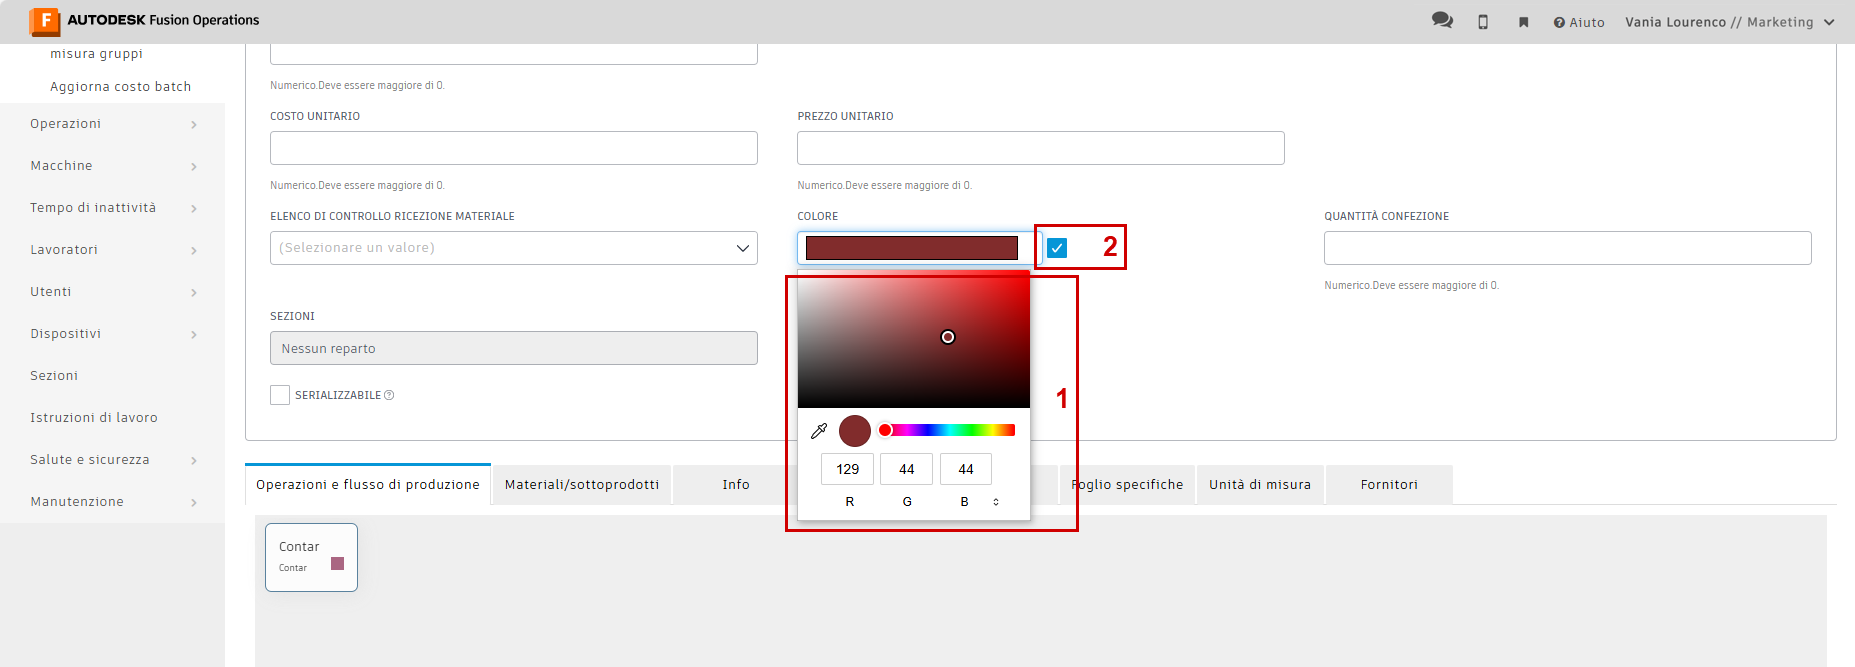 AUTODESK Fusion Operations
Aiuto
Vania Lourenco // Marketing
misura gruppi
Aggiorna costo batch
Operazioni
Macchine
Tempo di inattività
Lavoratori
Utenti
Dispositivi
Sezioni
Istruzioni di lavoro
Salute e sicurezza
Manutenzione
Numerico.Deve essere maggiore di 0.
COSTO UNITARIO
PREZZO UNITARIO
Numerico.Deve essere maggiore di 0.
Numerico.Deve essere maggiore di 0.
ELENCO DI CONTROLLO RICEZIONE MATERIALE
COLORE
QUANTITÀ CONFEZIONE
(Selezionare un valore)
2
Numerico.Deve essere maggiore di 0.
SEZIONI
Nessun reparto
SERIALIZZABILE
1
129 44 44
R G B
Operazioni e flusso di produzione
Materiali/sottoprodotti
Info
Foglio specifiche
Unità di misura
Fornitori
Contar
Contar